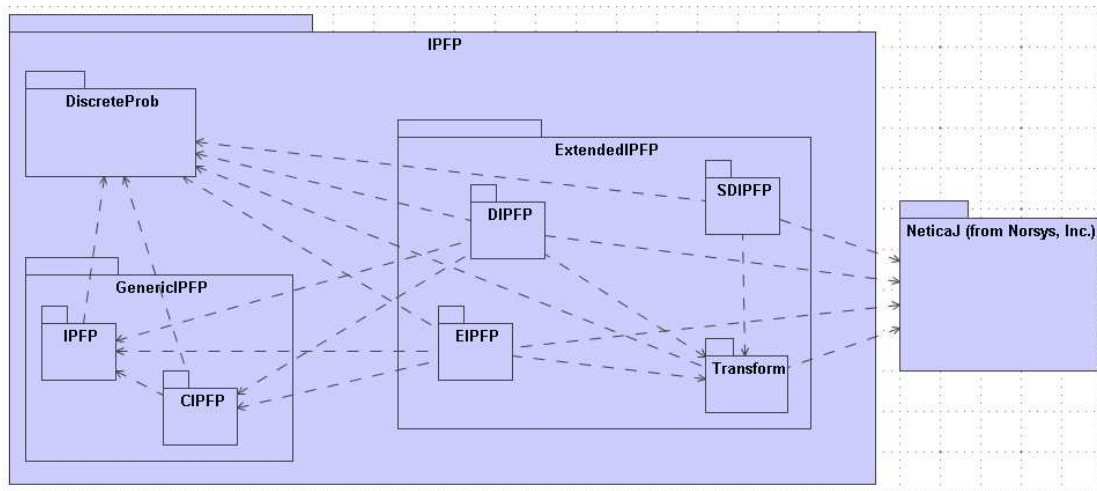 IPFP
DiscreteProb
ExtendedIPFP
SDIPFP
DIPFP
NeticaJ (from Norsys, Inc.)
GenericIPFP
IPFP
EIPFP
Transform
CIPFP